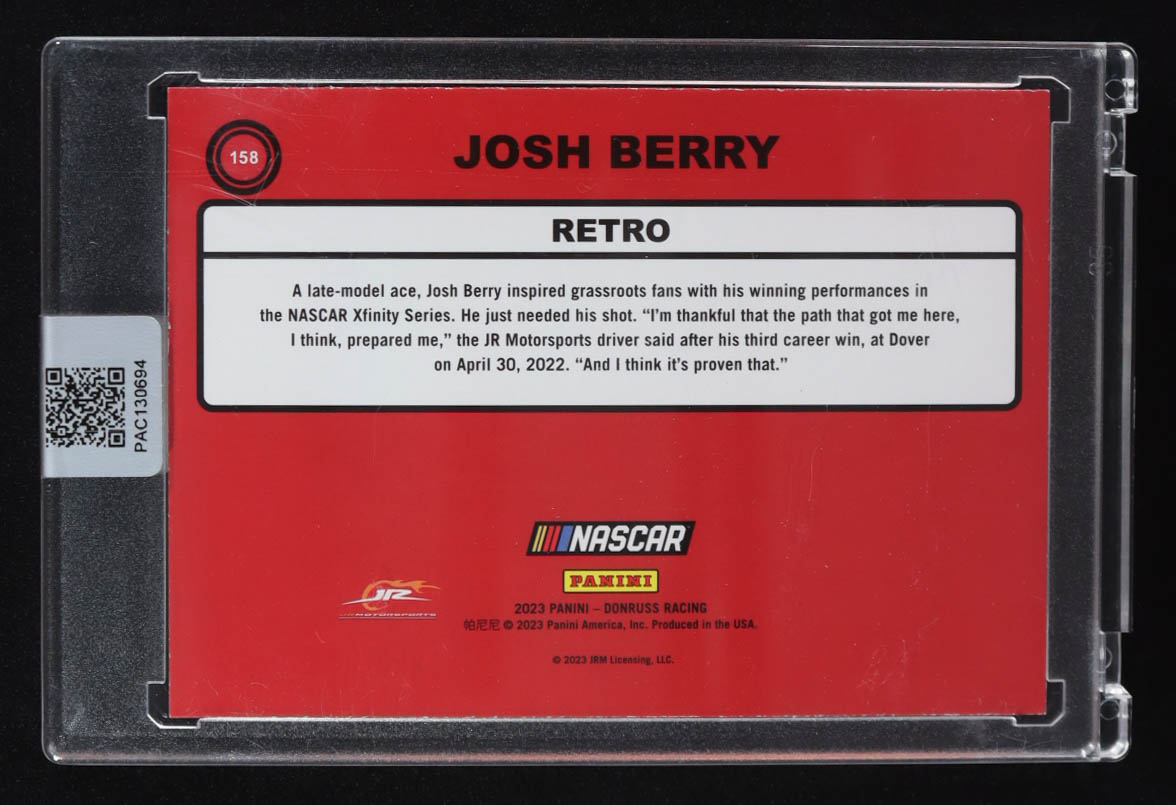 158
JOSH BERRY
RETRO
A late-model ace, Josh Berry inspired grassroots fans with his winning performances in
the NASCAR Xfinity Series. He just needed his shot. “I’m thankful that the path that got me here,
I think, prepared me,” the JR Motorsports driver said after his third career win, at Dover
on April 30, 2022. “And I think it’s proven that.”
PAC130694
NASCAR
PANINI
JR
JR MOTORSPORTS
2023 PANINI – DONRUSS RACING
帕尼尼 © 2023 Panini America, Inc. Produced in the USA.
© 2023 JRM Licensing, LLC.